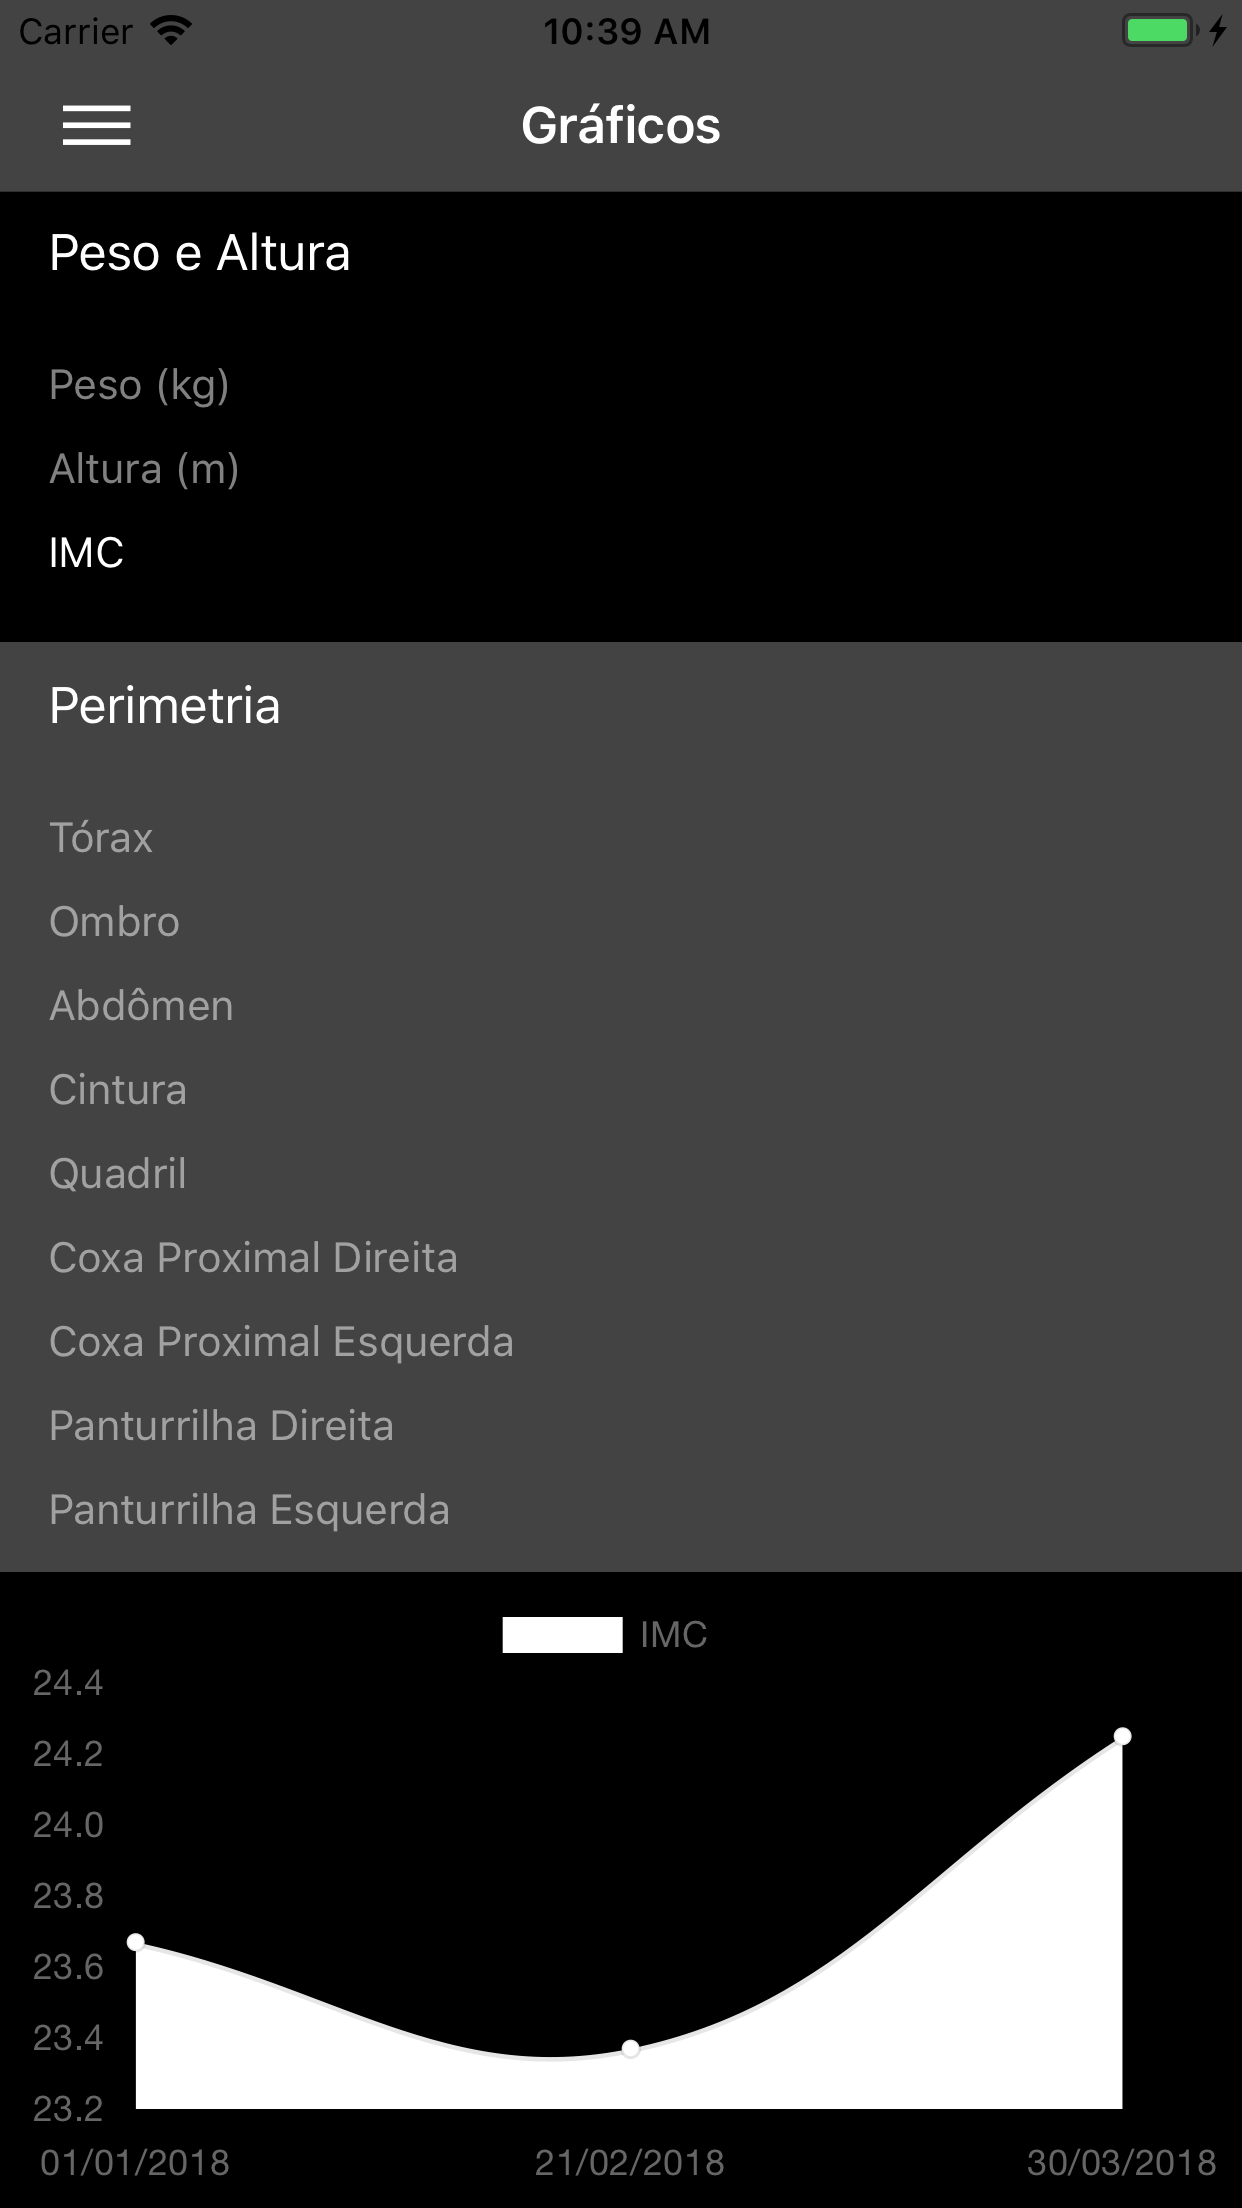 Carrier 10:39 AM
Gráficos
Peso e Altura
Peso (kg)
Altura (m)
IMC
Perimetria
Tórax
Ombro
Abdômen
Cintura
Quadril
Coxa Proximal Direita
Coxa Proximal Esquerda
Panturrilha Direita
Panturrilha Esquerda
IMC
24.4
24.2
24.0
23.8
23.6
23.4
23.2
01/01/2018 21/02/2018 30/03/2018